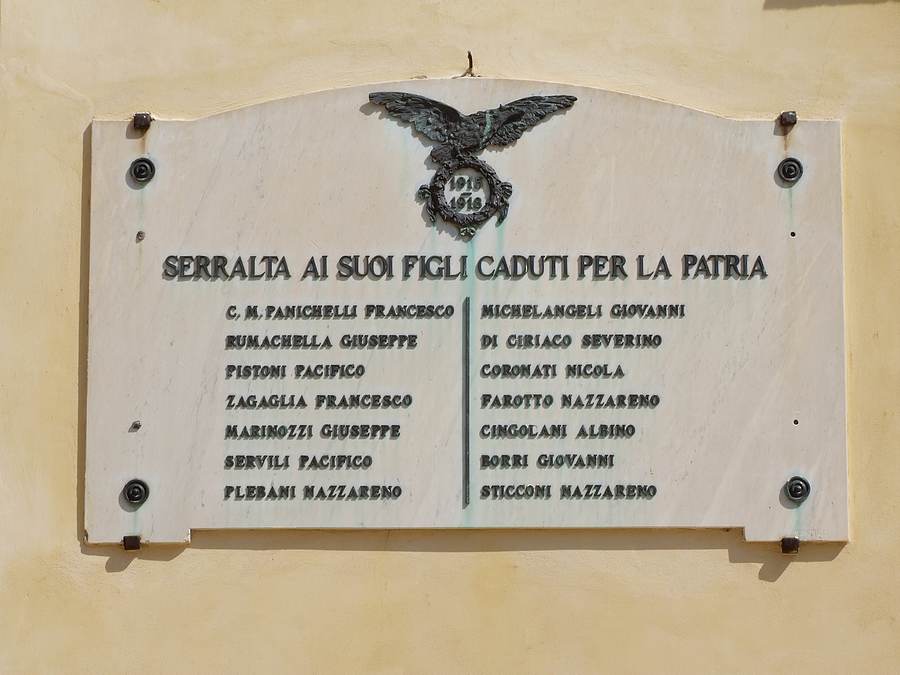 1915
1918
SERRALTA AI SUOI FIGLI CADUTI PER LA PATRIA
C. M. PANICHELLI FRANCESCO
RUMACHELLA GIUSEPPE
PISTONI PACIFICO
ZAGAGLIA FRANCESCO
MARINOZZI GIUSEPPE
SERVILI PACIFICO
PLEBANI NAZZARENO
MICHELANGELI GIOVANNI
DI CIRIACO SEVERINO
CORONATI NICOLA
FAROTTO NAZZARENO
CINGOLANI ALBINO
BORRI GIOVANNI
STICCONI NAZZARENO